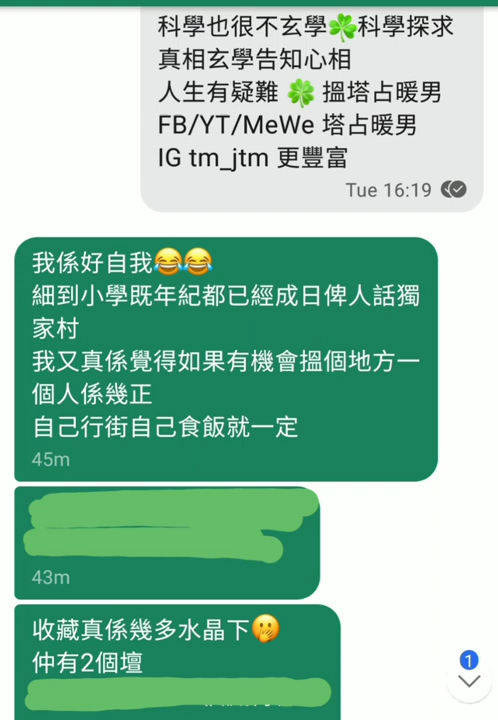 科學也很不玄學🍀科學探求
真相玄學告知心相
人生有疑難 🍀 搵塔占暖男
FB/YT/MeWe 塔占暖男
IG tm_jtm 更豐富
Tue 16:19
我係好自我😂😂
細到小學既年紀都已經成日俾人話獨
家村
我又真係覺得如果有機會搵個地方一
個人係幾正
自己行街自己食飯就一定
45m
43m
收藏真係幾多水晶下🤭
仲有2個壇
1